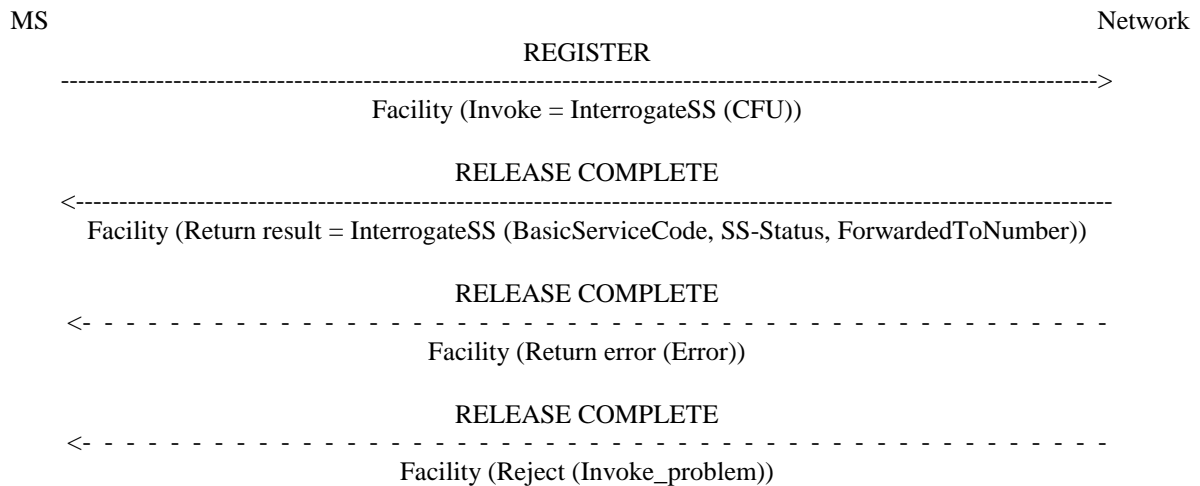 MS Network
REGISTER
Facility (Invoke = InterrogateSS (CFU))
RELEASE COMPLETE
Facility (Return result = InterrogateSS (BasicServiceCode, SS-Status, ForwardedToNumber))
RELEASE COMPLETE
Facility (Return error (Error))
RELEASE COMPLETE
Facility (Reject (Invoke_problem))